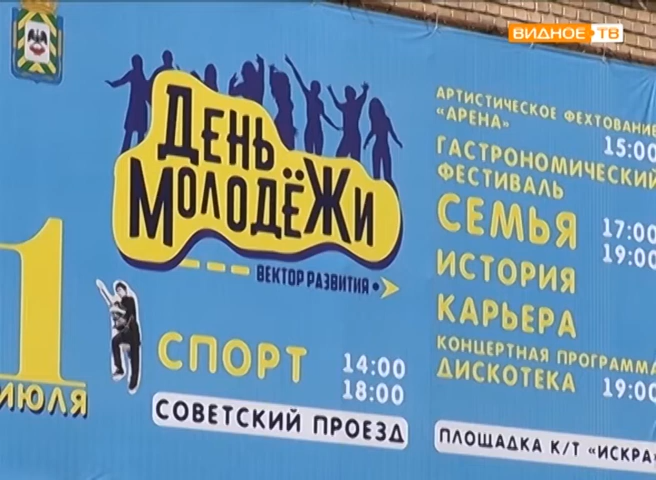 ВИДНОЕ ТВ
ДЕНЬ
МОЛОДЁЖИ
ВЕКТОР РАЗВИТИЯ
1
ИЮЛЯ
СПОРТ
14:00
18:00
СОВЕТСКИЙ ПРОЕЗД
АРТИСТИЧЕСКОЕ ФЕХТОВАНИЕ
«АРЕНА»
15:00
ГАСТРОНОМИЧЕСКИЙ
ФЕСТИВАЛЬ
СЕМЬЯ
17:00
19:00
ИСТОРИЯ
КАРЬЕРА
КОНЦЕРТНАЯ ПРОГРАММА
ДИСКОТЕКА
19:00
ПЛОЩАДКА К/Т «ИСКРА»